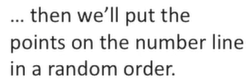 ... then we'll put the
points on the number line
in a random order.